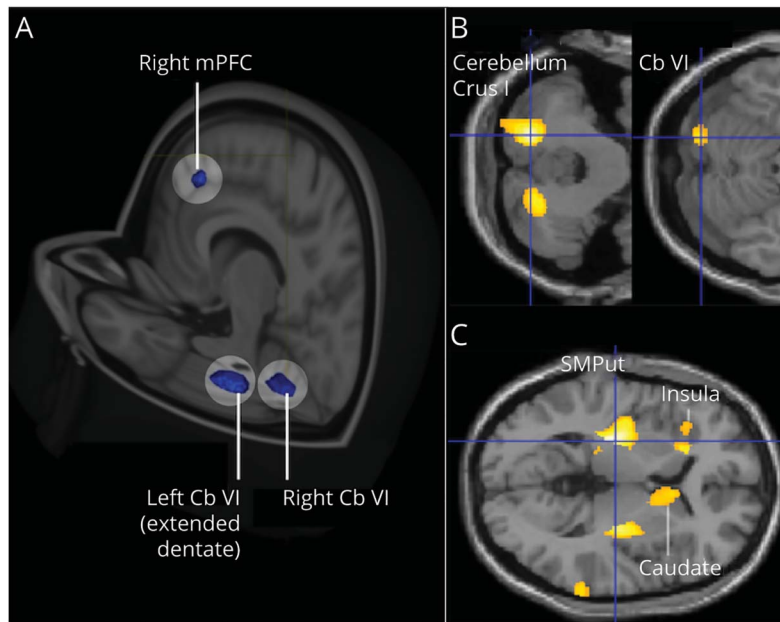 A
Right mPFC
Left Cb VI
(extended
dentate)
Right Cb VI
B
Cerebellum
Crus I
Cb VI
C
SMPut
Insula
Caudate